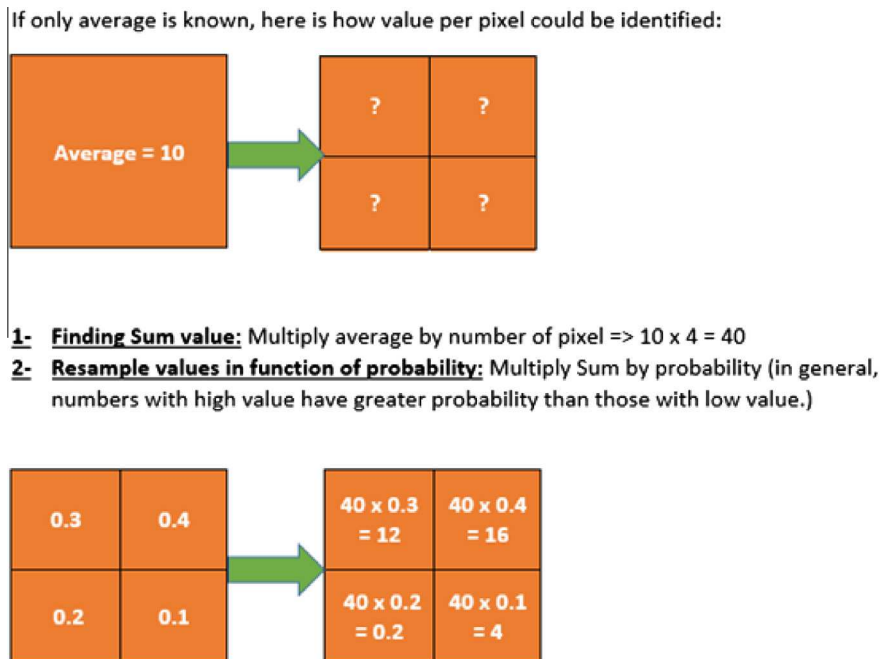 If only average is known, here is how value per pixel could be identified:
Average = 10
? ?
? ?
1- Finding Sum value: Multiply average by number of pixel => 10 x 4 = 40
2- Resample values in function of probability: Multiply Sum by probability (in general,
numbers with high value have greater probability than those with low value.)
0.3 0.4
0.2 0.1
40 x 0.3 40 x 0.4
= 12 = 16
40 x 0.2 40 x 0.1
= 0.2 = 4